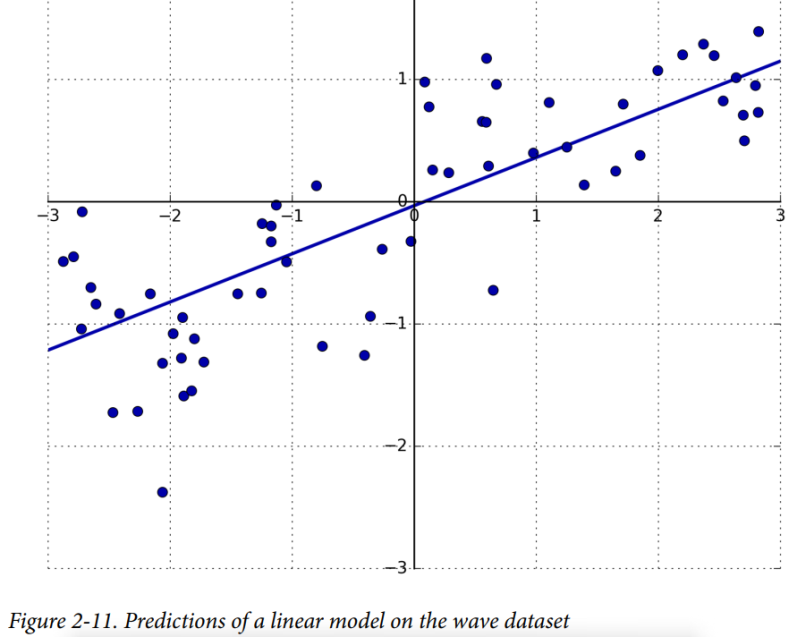 1
0
−3 −2 −1 0 1 2 3
−1
−2
−3
Figure 2-11. Predictions of a linear model on the wave dataset